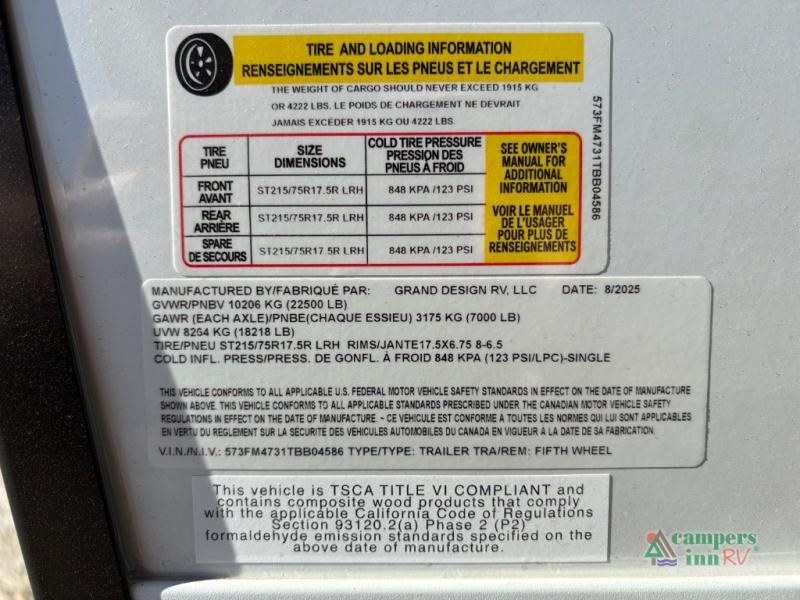 TIRE AND LOADING INFORMATION
RENSEIGNEMENTS SUR LES PNEUS ET LE CHARGEMENT
THE WEIGHT OF CARGO SHOULD NEVER EXCEED 1915 KG
OR 4222 LBS. LE POIDS DE CHARGEMENT NE DEVRAIT
JAMAIS EXCÉDER 1915 KG OU 4222 LBS.
TIRE
PNEU
SIZE
DIMENSIONS
COLD TIRE PRESSURE
PRESSION DES
PNEUS À FROID
FRONT
AVANT
ST215/75R17.5R LRH
848 KPA /123 PSI
REAR
ARRIÈRE
ST215/75R17.5R LRH
848 KPA /123 PSI
SPARE
DE SECOURS
ST215/75R17.5R LRH
848 KPA /123 PSI
SEE OWNER'S
MANUAL FOR
ADDITIONAL
INFORMATION
VOIR LE MANUEL
DE L'USAGER
POUR PLUS DE
RENSEIGNEMENTS
573FM4731TBB04586
MANUFACTURED BY/FABRIQUÉ PAR: GRAND DESIGN RV, LLC DATE: 8/2025
GVWR/PNBV 10206 KG (22500 LB)
GAWR (EACH AXLE)/PNBE(CHAQUE ESSIEU) 3175 KG (7000 LB)
UVW 8264 KG (18218 LB)
TIRE/PNEU ST215/75R17.5R LRH RIMS/JANTE17.5X6.75 8-6.5
COLD INFL. PRESS/PRESS. DE GONFL. À FROID 848 KPA (123 PSI/LPC)-SINGLE
THIS VEHICLE CONFORMS TO ALL APPLICABLE U.S. FEDERAL MOTOR VEHICLE SAFETY STANDARDS IN EFFECT ON THE DATE OF MANUFACTURE
SHOWN ABOVE. THIS VEHICLE CONFORMS TO ALL APPLICABLE STANDARDS PRESCRIBED UNDER THE CANADIAN MOTOR VEHICLE SAFETY
REGULATIONS IN EFFECT ON THE DATE OF MANUFACTURE. ~ CE VÉHICULE EST CONFORME A TOUTES LES NORMES QUI LUI SONT APPLICABLES
EN VERTU DU REGLEMENT SUR LA SECURITÉ DES VÉHICULES AUTOMOBILES DU CANADA EN VIGUEUR A LA DATE DE SA FABRICATION.
V.I.N./N.I.V.: 573FM4731TBB04586 TYPE/TYPE: TRAILER TRA/REM: FIFTH WHEEL
This vehicle is TSCA TITLE VI COMPLIANT and
contains composite wood products that comply
with the applicable California Code of Regulations
Section 93120.2(a) Phase 2 (P2)
formaldehyde emission standards specified on the
above date of manufacture.
campers
inn RV